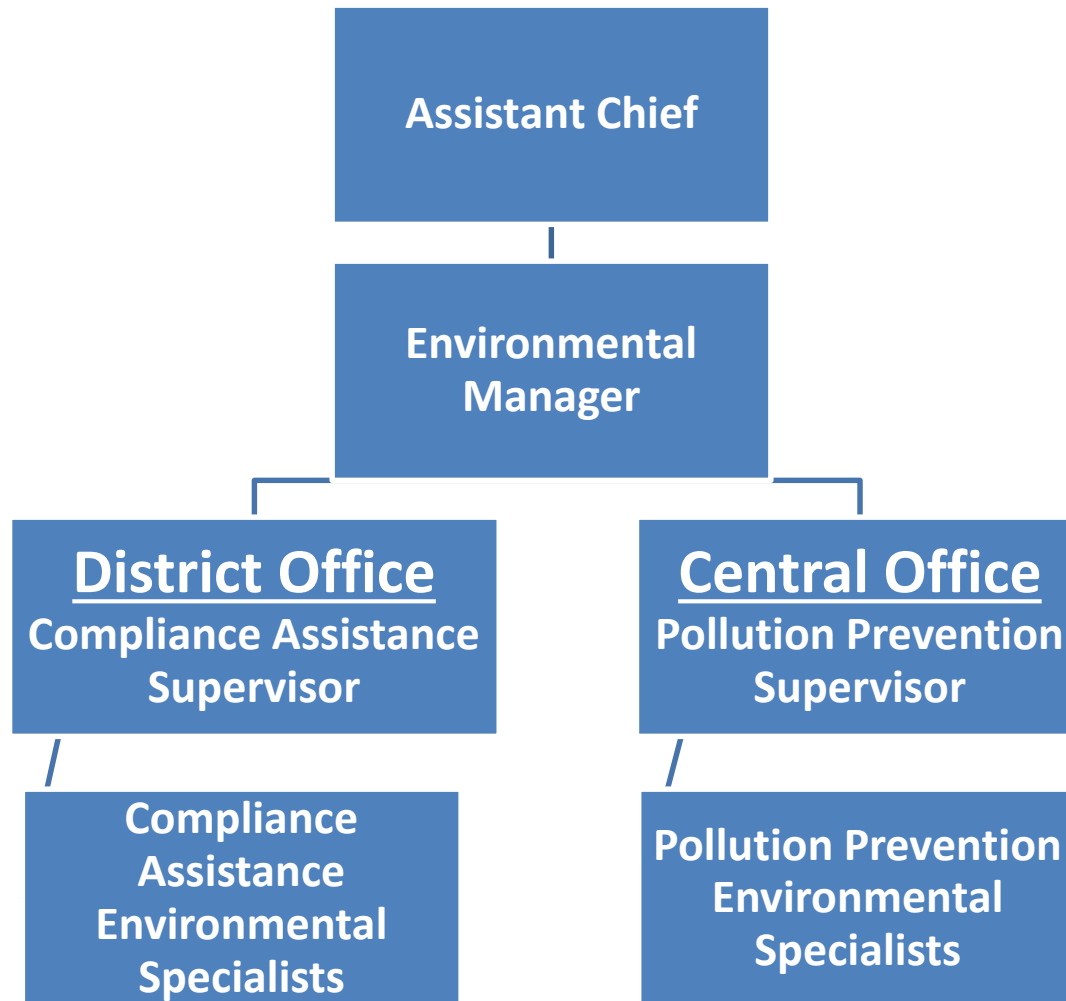 Assistant Chief
Environmental
Manager
District Office
Compliance Assistance
Supervisor
Central Office
Pollution Prevention
Supervisor
Compliance
Assistance
Environmental
Specialists
Pollution Prevention
Environmental
Specialists